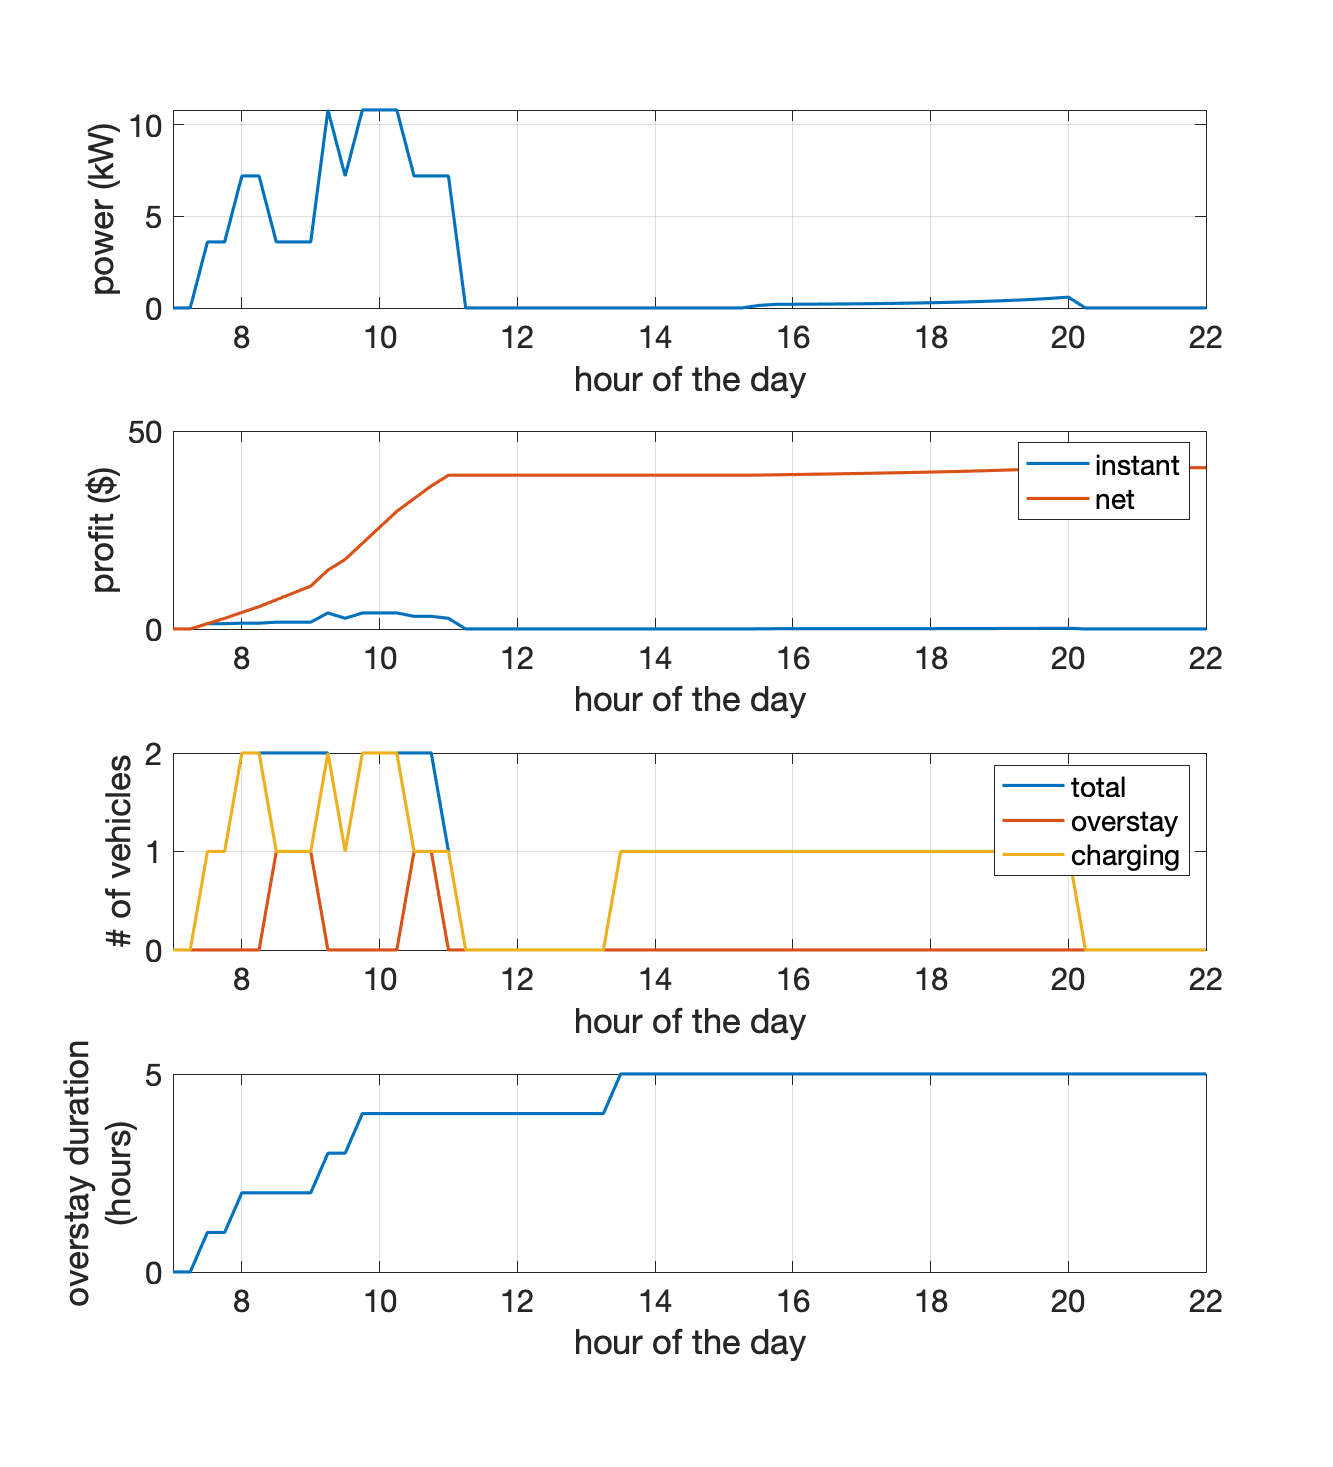 10
5
0
power (kW)
8 10 12 14 16 18 20 22
hour of the day
50
0
profit ($)
instant
net
8 10 12 14 16 18 20 22
hour of the day
2
1
0
# of vehicles
total
overstay
charging
8 10 12 14 16 18 20 22
hour of the day
5
0
overstay duration
(hours)
8 10 12 14 16 18 20 22
hour of the day